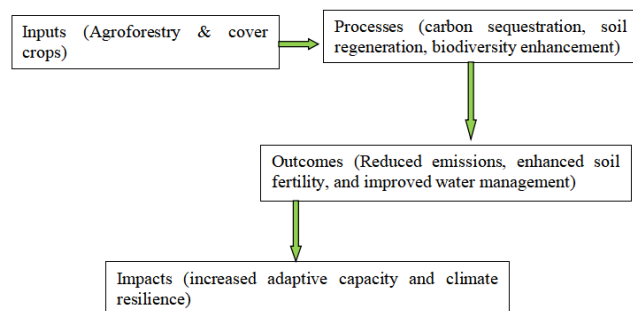 Inputs (Agroforestry & cover
crops)
Processes (carbon sequestration, soil
regeneration, biodiversity enhancement)
Outcomes (Reduced emissions, enhanced soil
fertility, and improved water management)
Impacts (increased adaptive capacity and climate
resilience)